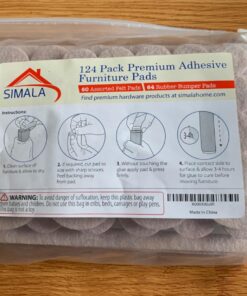 SIMALA
124 Pack Premium Adhesive
Furniture Pads
60 Assorted Felt Pads
64 Rubber Bumper Pads
Find premium hardware products at simalahome.com
Instructions:
3-4h
1. Clean surface
of furniture &
allow to dry.
2. If required, cut pad to
size with sharp scissors.
Peel backing away
from pad.
3. Without touching the
glue apply pad & press
firmly.
4. Place contact side to
surface & allow 3-4 hours
for glue to cure before
moving furniture.
WARNING: To avoid danger of suffocation, keep this plastic bag away
from babies and children. Do not use this bag in cribs, beds, carriages or play pens.
This bag is not a toy.
Made in China